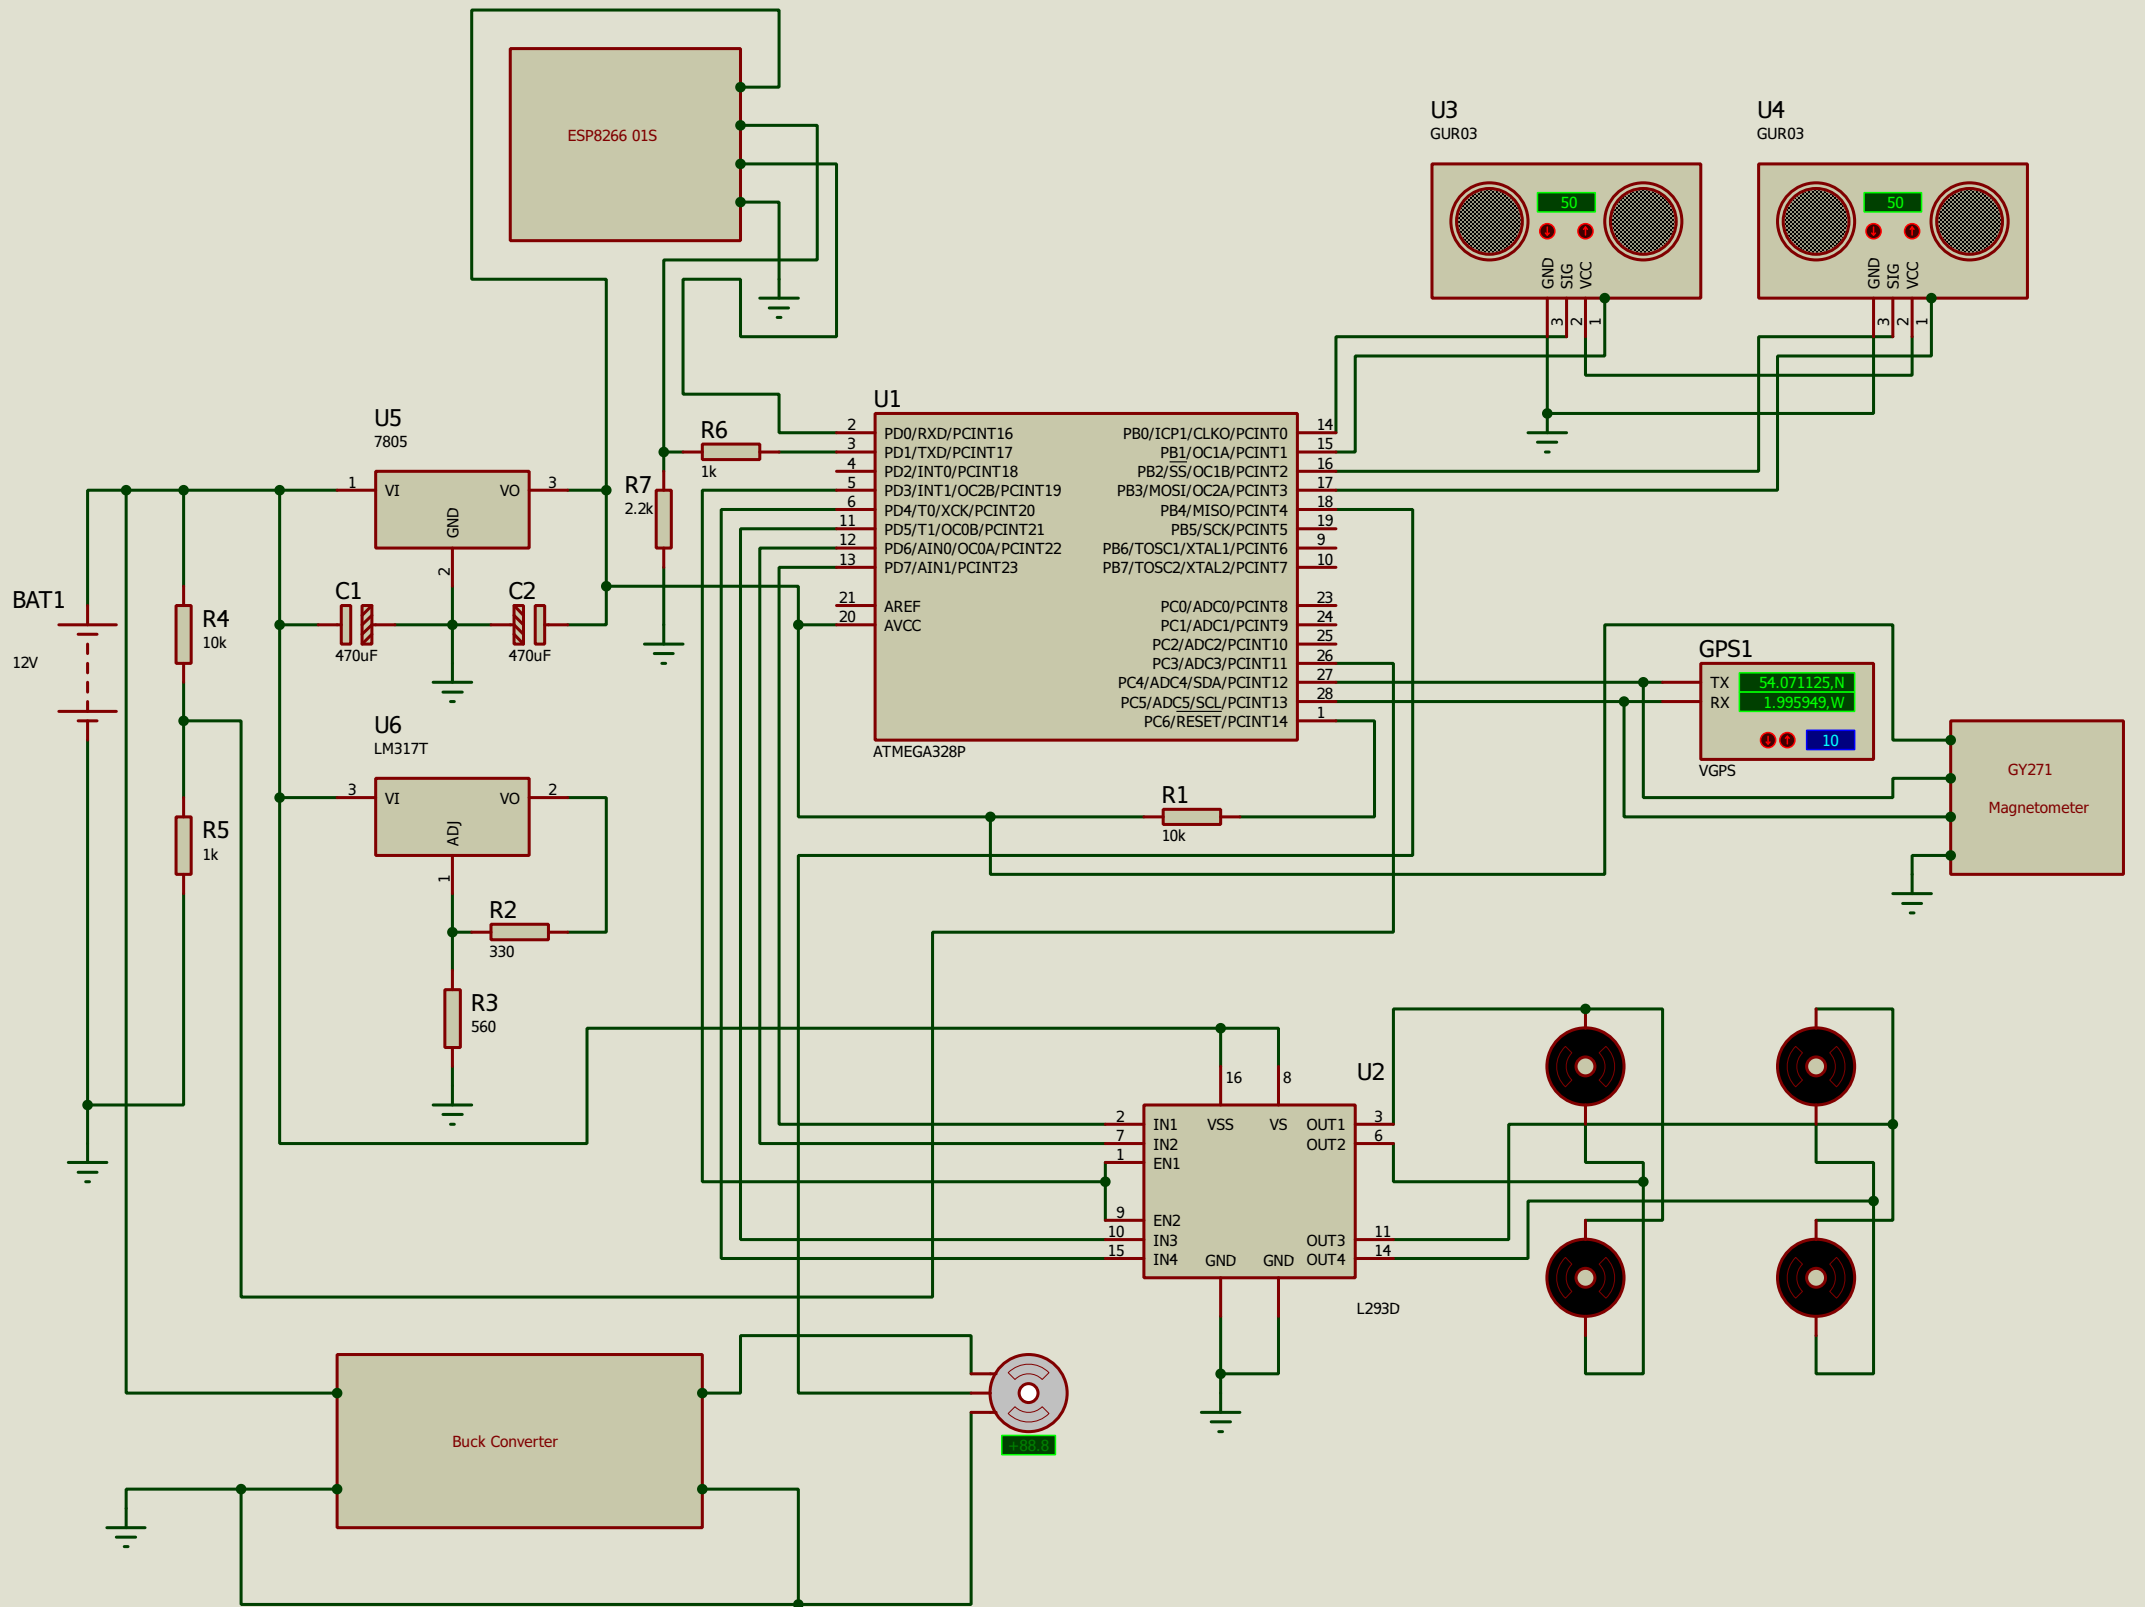 ESP8266 01S
U3
GUR03
50
GND
SIG
VCC
3
2
1
U4
GUR03
50
GND
SIG
VCC
3
2
1
U5
7805
1
VI
VO
3
GND
2
C1
470uF
C2
470uF
BAT1
12V
R4
10k
R5
1k
U6
LM317T
3
VI
VO
2
ADJ
1
R2
330
R3
560
R6
1k
R7
2.2k
U1
2 PD0/RXD/PCINT16
3 PD1/TXD/PCINT17
4 PD2/INT0/PCINT18
5 PD3/INT1/OC2B/PCINT19
6 PD4/T0/XCK/PCINT20
11 PD5/T1/OC0B/PCINT21
12 PD6/AIN0/OC0A/PCINT22
13 PD7/AIN1/PCINT23
21 AREF
20 AVCC
PB0/ICP1/CLKO/PCINT0 14
PB1/OC1A/PCINT1 15
PB2/SS/OC1B/PCINT2 16
PB3/MOSI/OC2A/PCINT3 17
PB4/MISO/PCINT4 18
PB5/SCK/PCINT5 19
PB6/TOSC1/XTAL1/PCINT6 9
PB7/TOSC2/XTAL2/PCINT7 10
PC0/ADC0/PCINT8 23
PC1/ADC1/PCINT9 24
PC2/ADC2/PCINT10 25
PC3/ADC3/PCINT11 26
PC4/ADC4/SDA/PCINT12 27
PC5/ADC5/SCL/PCINT13 28
PC6/RESET/PCINT14 1
ATMEGA328P
R1
10k
GPS1
TX 54.071125,N
RX 1.995949,W
10
VGPS
GY271
Magnetometer
U2
16
8
2 IN1
7 IN2
1 EN1
9 EN2
10 IN3
15 IN4
VSS
VS
OUT1 3
OUT2 6
OUT3 11
OUT4 14
GND
GND
L293D
Buck Converter
+88.8